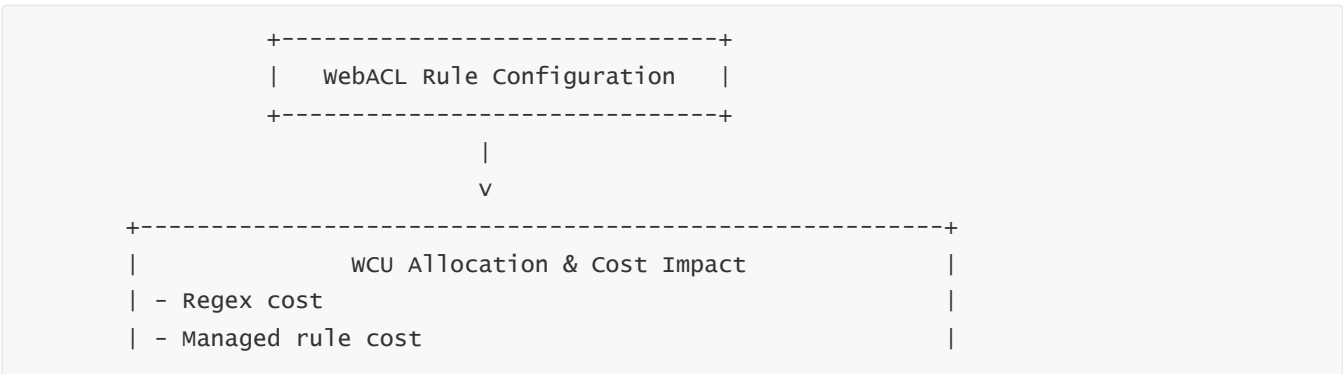 +-------------------------------+
|   WebACL Rule Configuration   |
+-------------------------------+
|
v
+---------------------------------------------------------+
|               WCU Allocation & Cost Impact              |
| - Regex cost                                            |
| - Managed rule cost                                     |